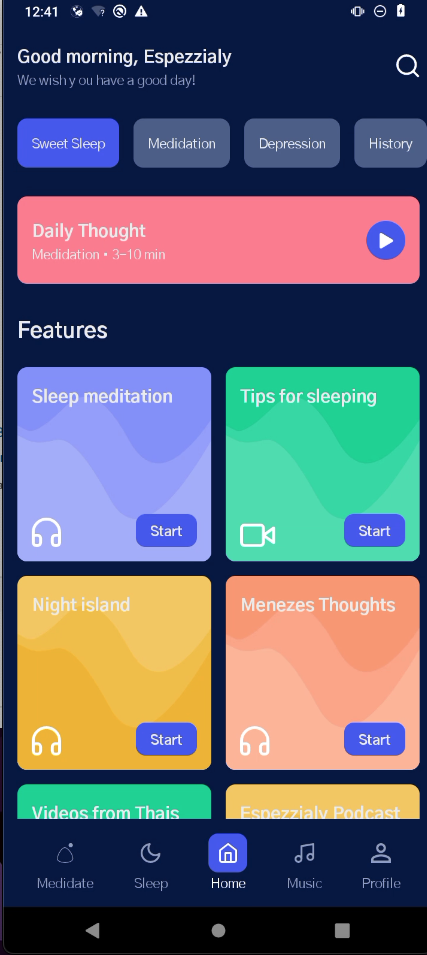 12:41
Good morning, Espezzialy
We wish you have a good day!
Sweet Sleep
Medidation
Depression
History
Daily Thought
Medidation • 3-10 min
Features
Sleep meditation
Start
Tips for sleeping
Start
Night island
Start
Menezes Thoughts
Start
Videos from Thais
Espezzialy Podcast
Medidate
Sleep
Home
Music
Profile